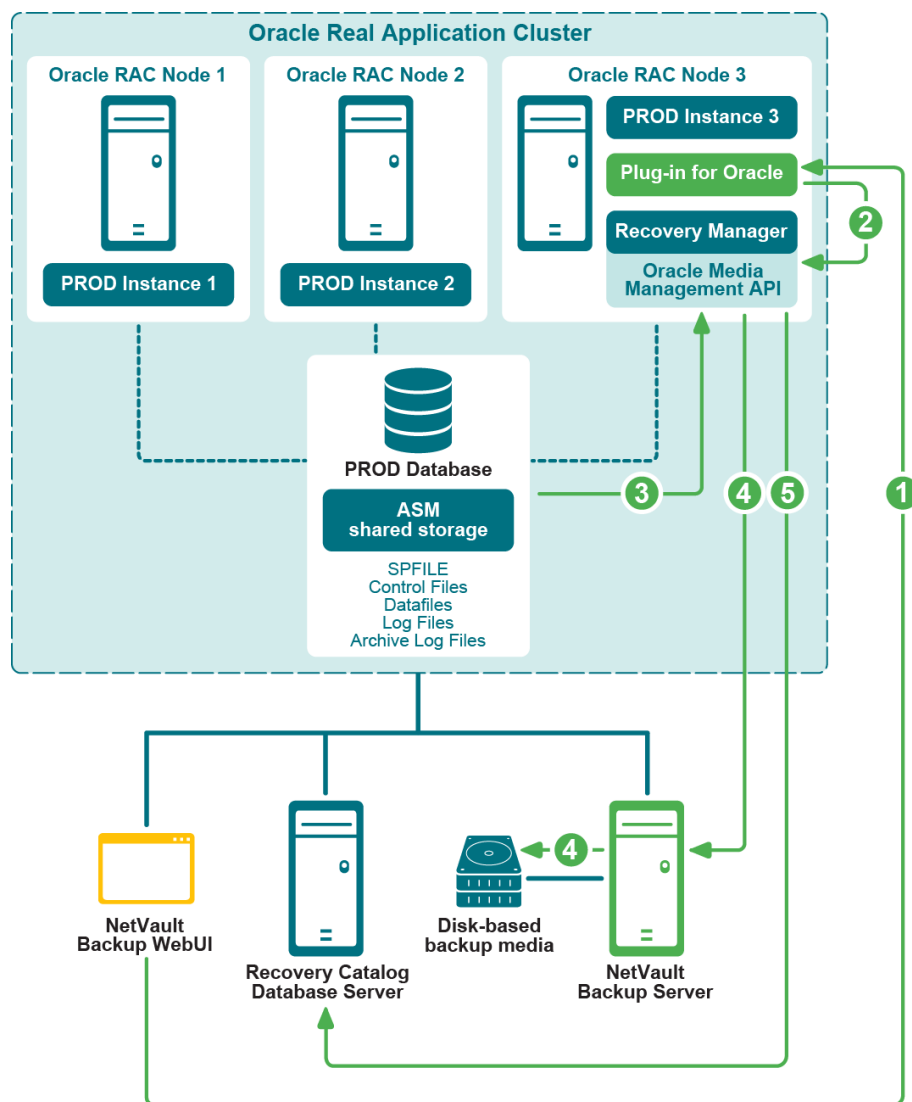 Oracle Real Application Cluster
Oracle RAC Node 1
Oracle RAC Node 2
Oracle RAC Node 3
PROD Instance 3
Plug-in for Oracle
2
Recovery Manager
Oracle Media
Management API
PROD Instance 1
PROD Instance 2
PROD Database
3
4
5
1
ASM
shared storage
SPFILE
Control Files
Datafiles
Log Files
Archive Log Files
4
NetVault
Backup WebUI
Recovery Catalog
Database Server
Disk-based
backup media
NetVault
Backup Server